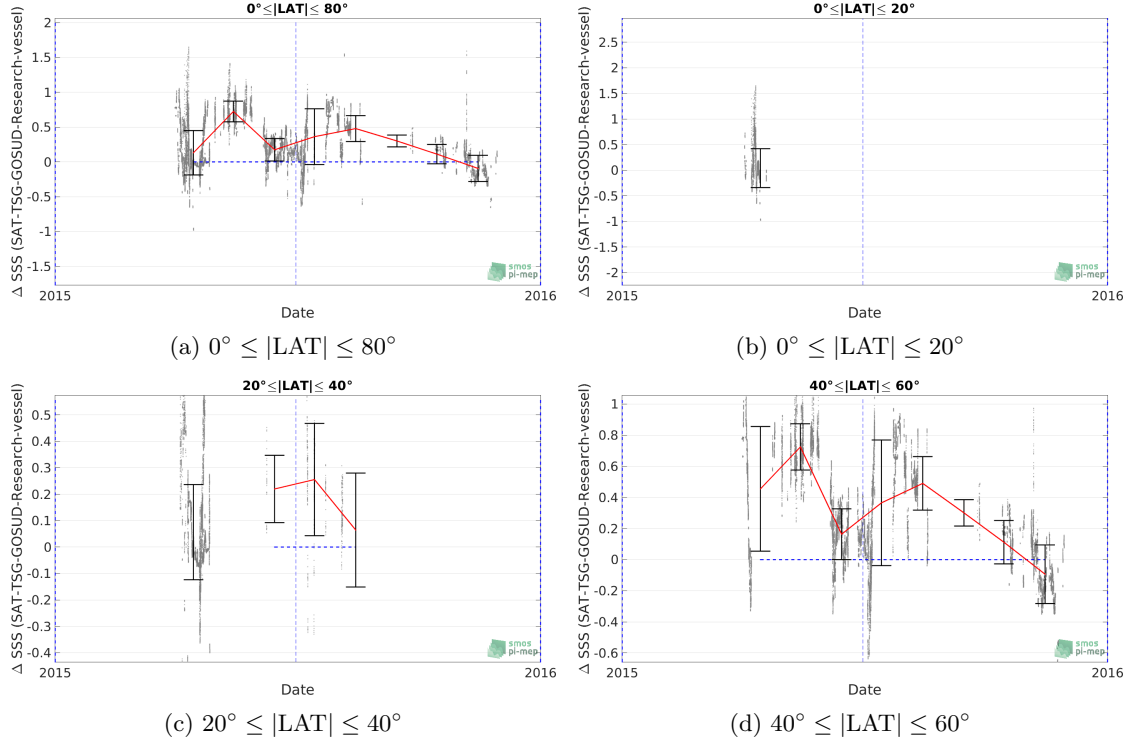 0°≤|LAT|≤ 80°
Δ SSS (SAT-TSG-GOSUD-Research-vessel)
2
1.5
1
0.5
0
-0.5
-1
-1.5
2015
2016
Date
smos
pi-mep
(a) 0° ≤ |LAT| ≤ 80°
0°≤|LAT|≤ 20°
Δ SSS (SAT-TSG-GOSUD-Research-vessel)
2.5
2
1.5
1
0.5
0
-0.5
-1
-1.5
-2
2015
2016
Date
smos
pi-mep
(b) 0° ≤ |LAT| ≤ 20°
20°≤|LAT|≤ 40°
Δ SSS (SAT-TSG-GOSUD-Research-vessel)
0.5
0.4
0.3
0.2
0.1
0
-0.1
-0.2
-0.3
-0.4
2015
2016
Date
smos
pi-mep
(c) 20° ≤ |LAT| ≤ 40°
40°≤|LAT|≤ 60°
Δ SSS (SAT-TSG-GOSUD-Research-vessel)
1
0.8
0.6
0.4
0.2
0
-0.2
-0.4
-0.6
2015
2016
Date
smos
pi-mep
(d) 40° ≤ |LAT| ≤ 60°